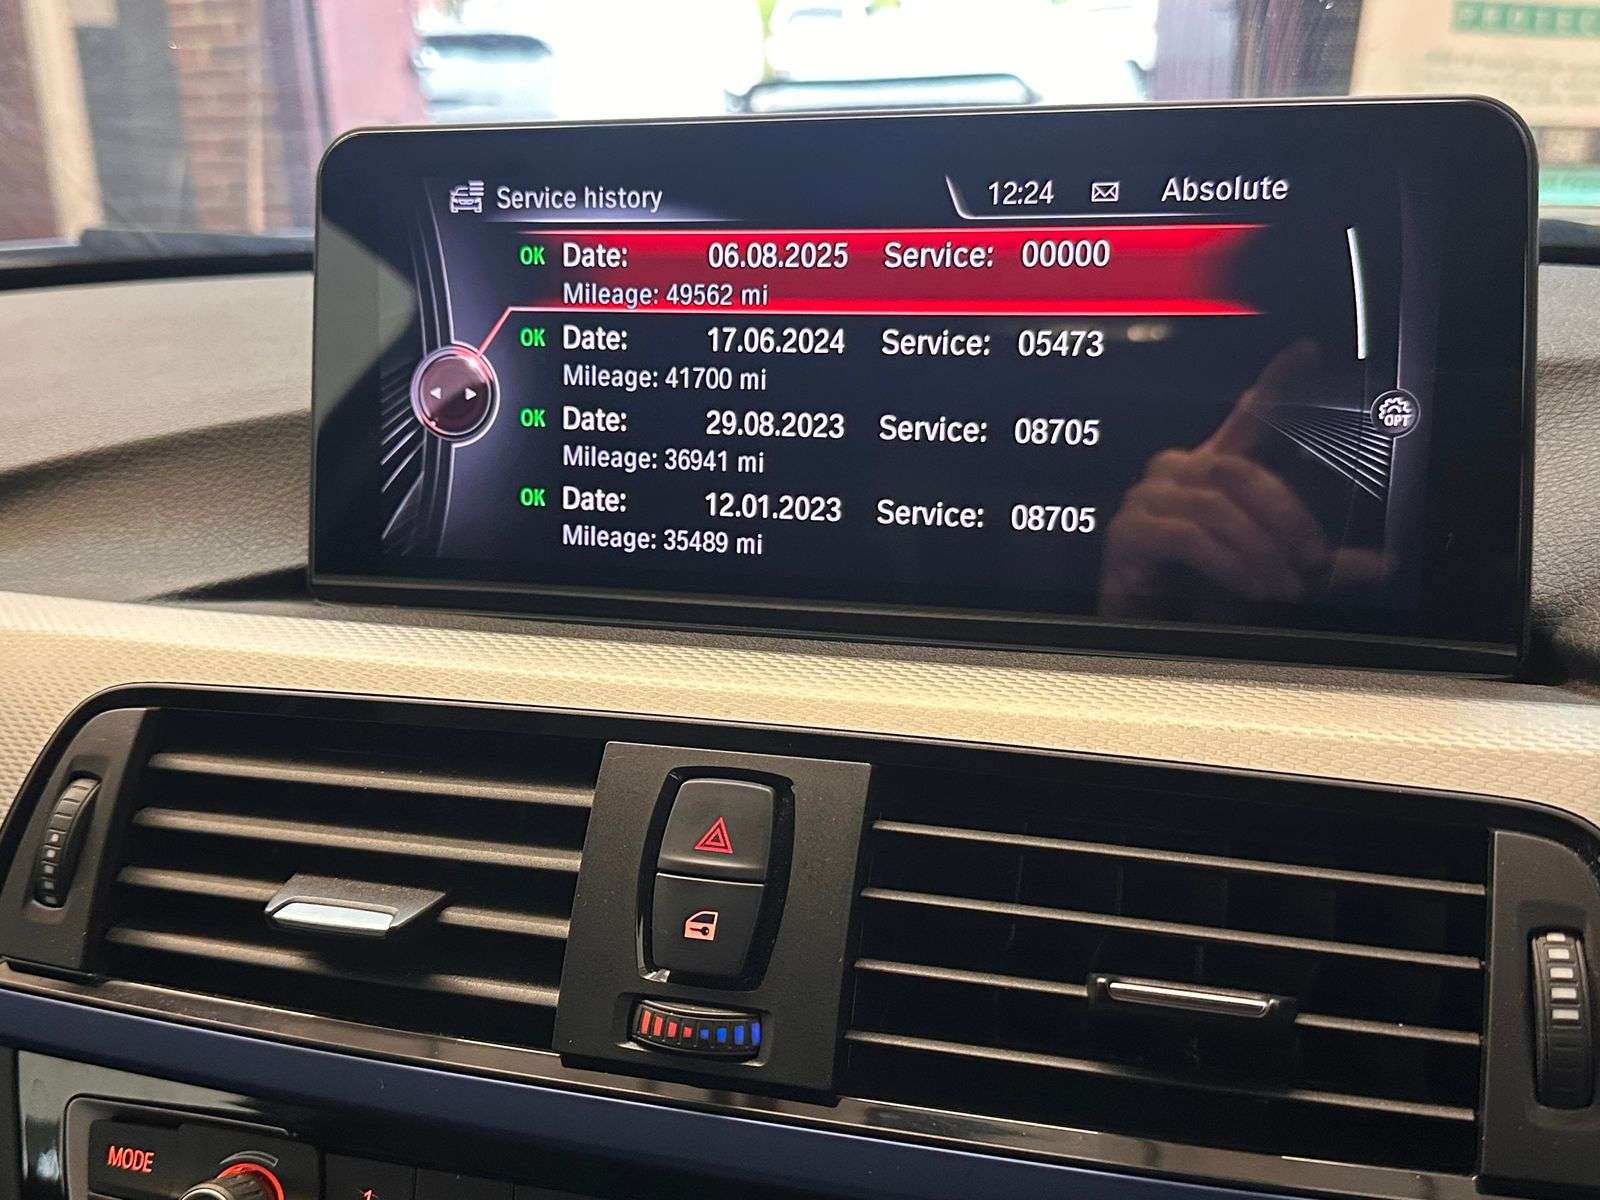 PROTEC
Service history 12:24 Absolute
OK Date: 06.08.2025 Service: 00000
Mileage: 49562 mi
OK Date: 17.06.2024 Service: 05473
Mileage: 41700 mi
OK Date: 29.08.2023 Service: 08705
Mileage: 36941 mi
OK Date: 12.01.2023 Service: 08705
Mileage: 35489 mi
OPT
MODE